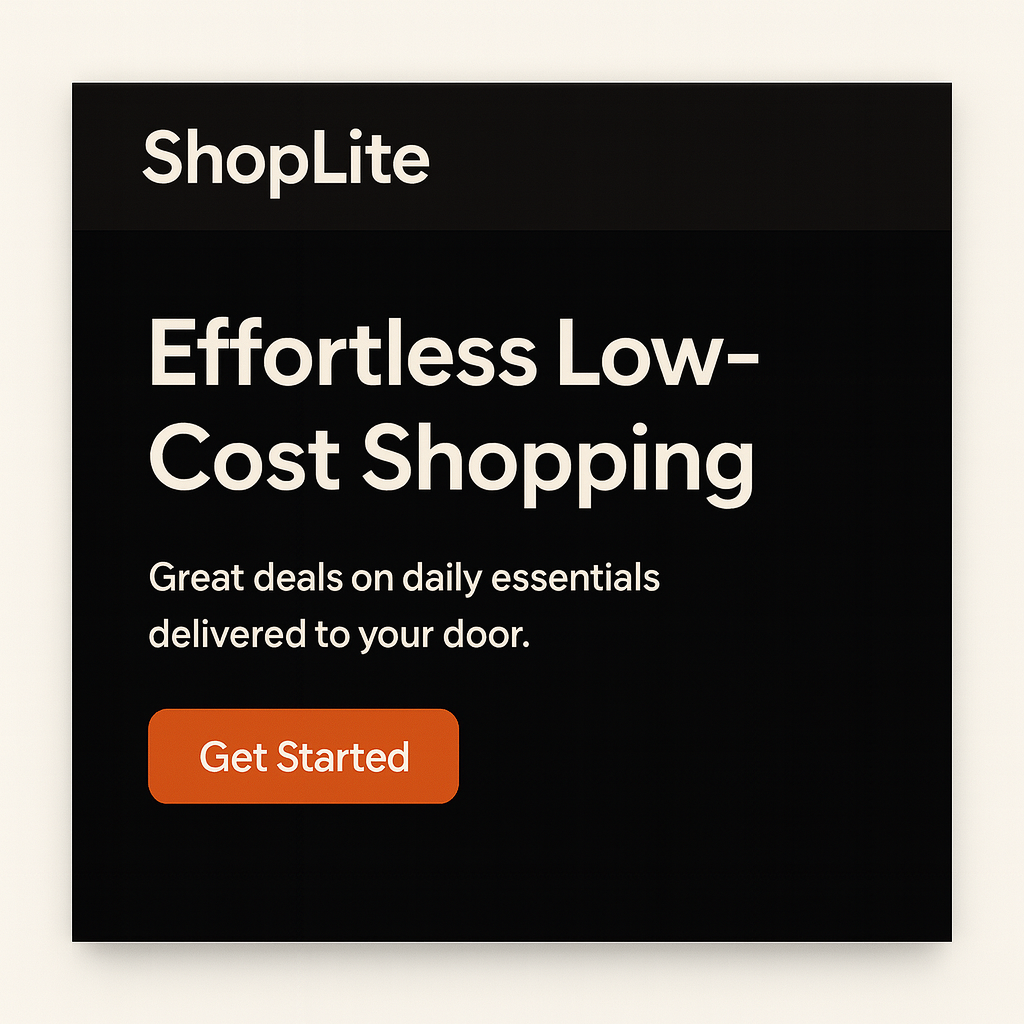 ShopLite
Effortless Low-
Cost Shopping
Great deals on daily essentials
delivered to your door.
Get Started